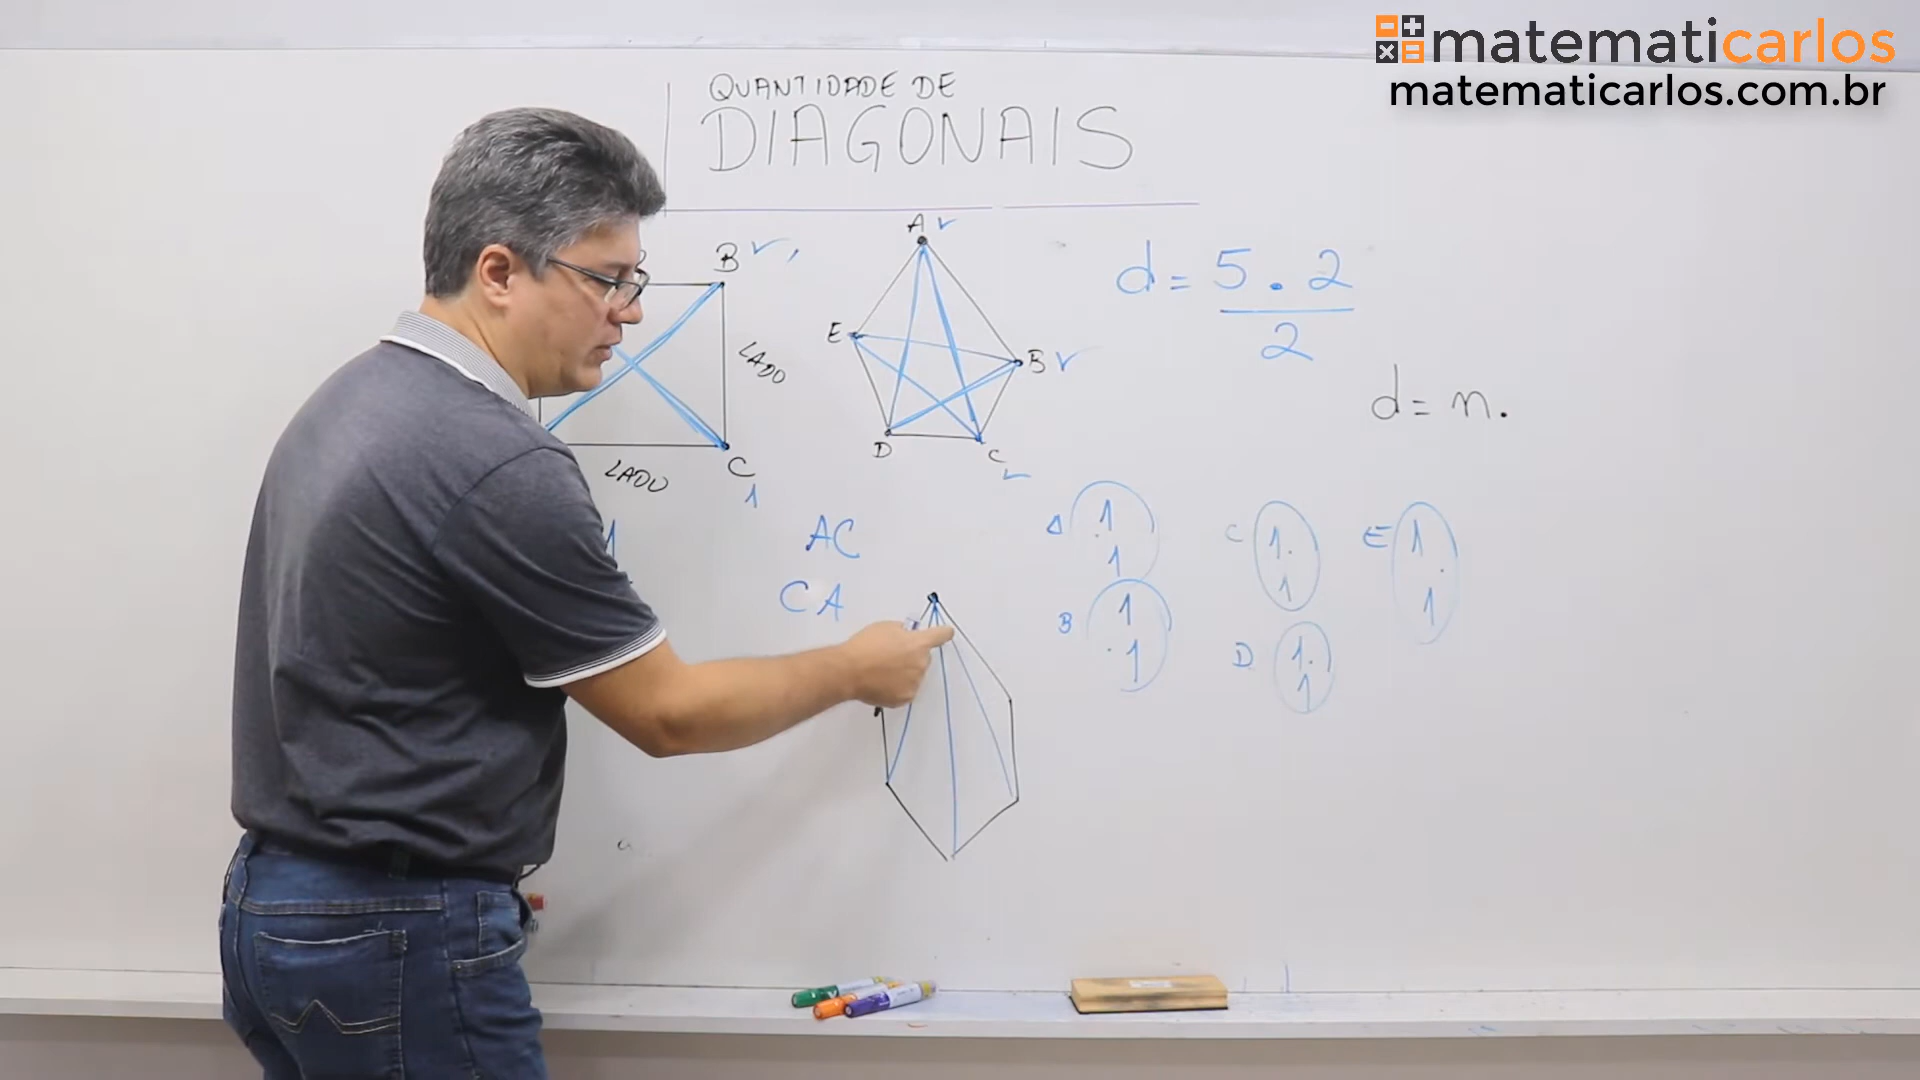 matematicarlos
matematicarlos.com.br
QUANTIDADE DE
DIAGONAIS
B
LADO
C
1
LADO
A
E
B
D
C
d = 5 . 2
2
d = n.
AC
CA
A 1
1
B 1
1
C 1
1
D 1
1
E 1
1